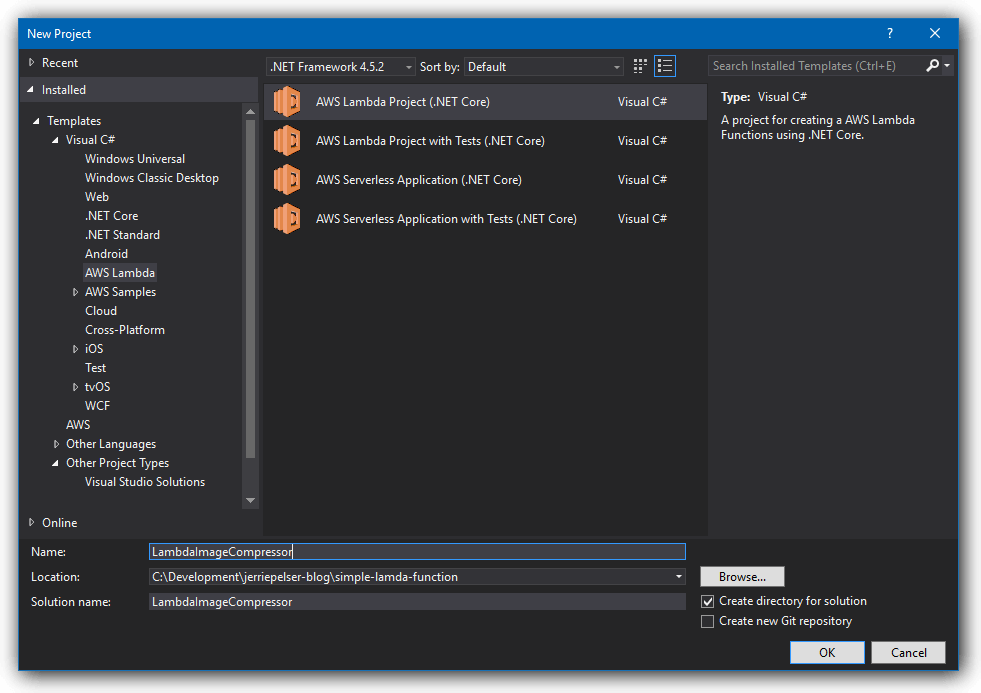 New Project
?
Recent
Installed
Templates
Visual C#
Windows Universal
Windows Classic Desktop
Web
.NET Core
.NET Standard
Android
AWS Lambda
AWS Samples
Cloud
Cross-Platform
iOS
Test
tvOS
WCF
AWS
Other Languages
Other Project Types
Visual Studio Solutions
Online
.NET Framework 4.5.2 Sort by: Default
AWS Lambda Project (.NET Core) Visual C#
AWS Lambda Project with Tests (.NET Core) Visual C#
AWS Serverless Application (.NET Core) Visual C#
AWS Serverless Application with Tests (.NET Core) Visual C#
Search Installed Templates (Ctrl+E)
Type: Visual C#
A project for creating a AWS Lambda
Functions using .NET Core.
Name: LambdaImageCompressor
Location: C:\Development\jerriepelser-blog\simple-lamda-function
Browse...
Solution name: LambdaImageCompressor
Create directory for solution
Create new Git repository
OK Cancel